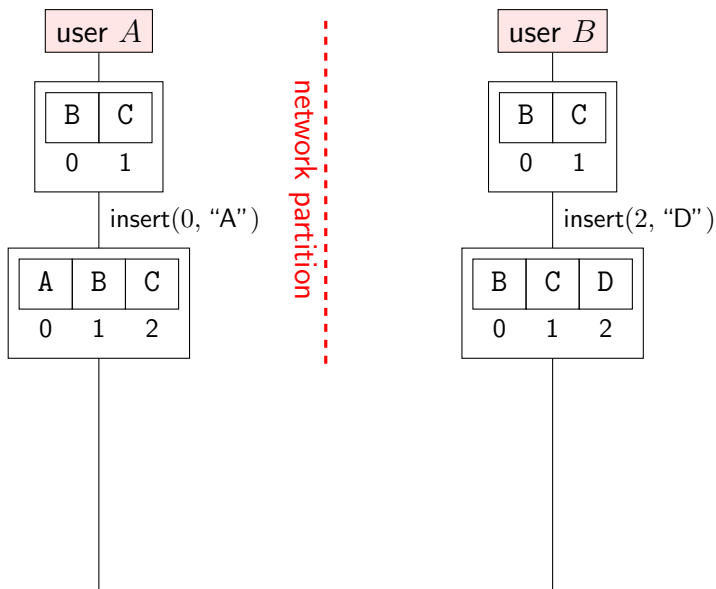 user A
user B
B C
0 1
B C
0 1
network partition
insert(0, “A”)
insert(2, “D”)
A B C
0 1 2
B C D
0 1 2